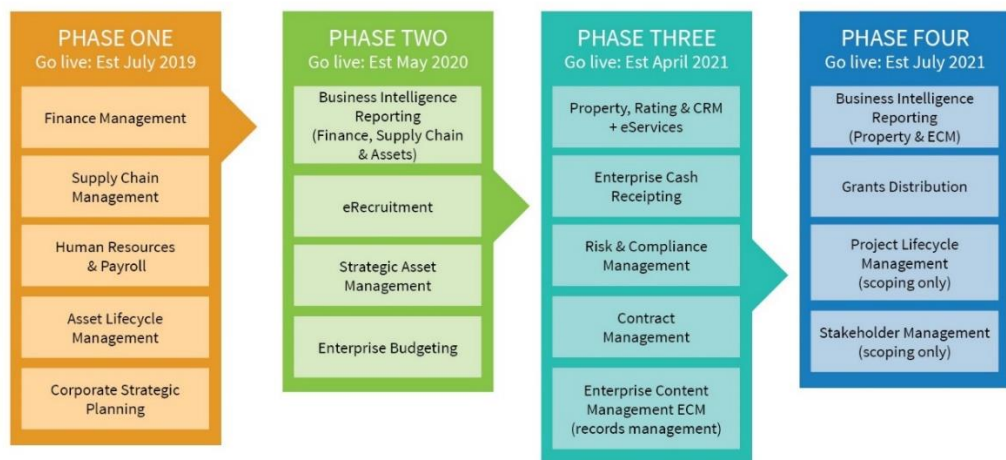 PHASE ONE
Go live: Est July 2019
Finance Management
Supply Chain
Management
Human Resources
& Payroll
Asset Lifecycle
Management
Corporate Strategic
Planning
PHASE TWO
Go live: Est May 2020
Business Intelligence
Reporting
(Finance, Supply Chain
& Assets)
eRecruitment
Strategic Asset
Management
Enterprise Budgeting
PHASE THREE
Go live: Est April 2021
Property, Rating & CRM
+ eServices
Enterprise Cash
Receipting
Risk & Compliance
Management
Contract
Management
Enterprise Content
Management ECM
(records management)
PHASE FOUR
Go live: Est July 2021
Business Intelligence
Reporting
(Property & ECM)
Grants Distribution
Project Lifecycle
Management
(scoping only)
Stakeholder Management
(scoping only)